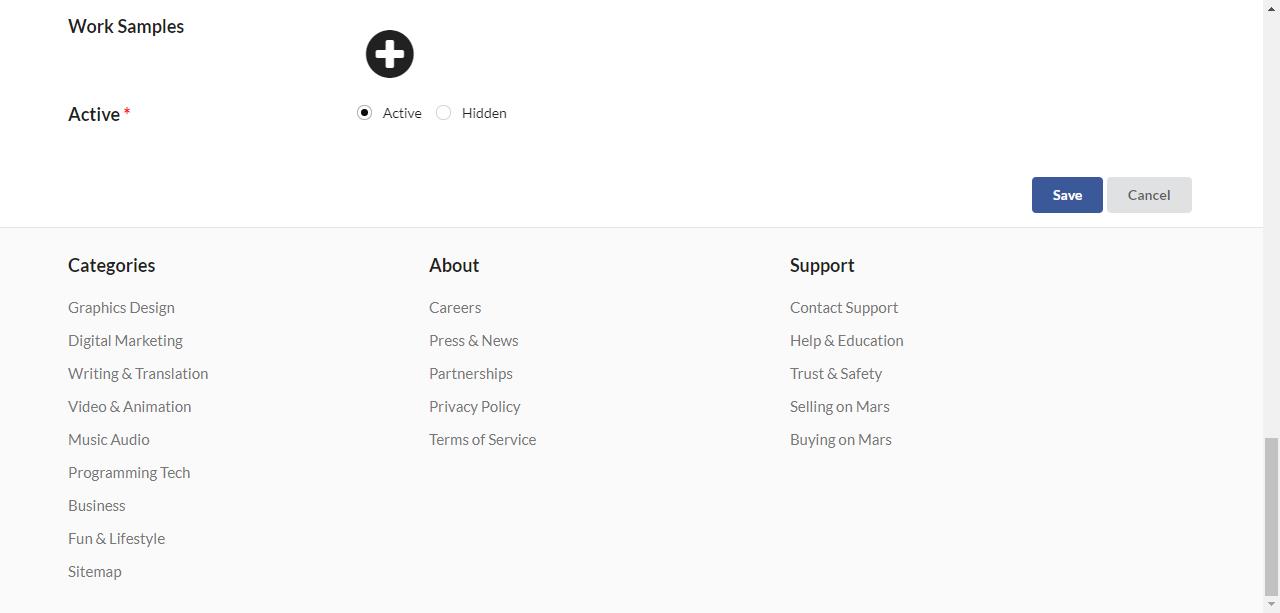 Work Samples
Active *
Active Hidden
Save Cancel
Categories
Graphics Design
Digital Marketing
Writing & Translation
Video & Animation
Music Audio
Programming Tech
Business
Fun & Lifestyle
Sitemap
About
Careers
Press & News
Partnerships
Privacy Policy
Terms of Service
Support
Contact Support
Help & Education
Trust & Safety
Selling on Mars
Buying on Mars